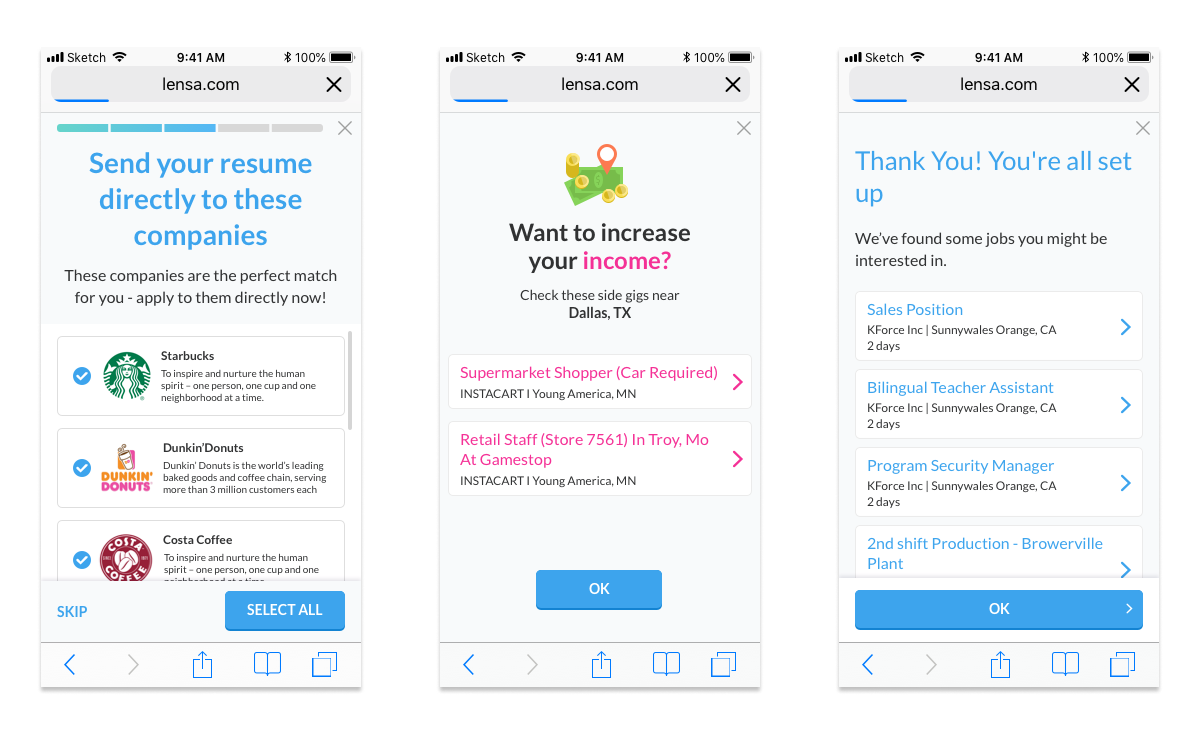 Sketch 9:41 AM 100%
lensa.com
Send your resume
directly to these
companies
These companies are the perfect match
for you - apply to them directly now!
Starbucks
To inspire and nurture the human
spirit – one person, one cup and one
neighborhood at a time.
DUNKIN'
DONUTS
Dunkin'Donuts
Dunkin' Donuts is the world's leading
baked goods and coffee chain, serving
more than 3 million customers each
COSTA
COFFEE
Costa Coffee
To inspire and nurture the human
spirit – one person, one cup and one
neighborhood at a time.
SKIP
SELECT ALL
Sketch 9:41 AM 100%
lensa.com
Want to increase
your income?
Check these side gigs near
Dallas, TX
Supermarket Shopper (Car Required)
INSTACART I Young America, MN
Retail Staff (Store 7561) In Troy, Mo
At Gamestop
INSTACART I Young America, MN
OK
Sketch 9:41 AM 100%
lensa.com
Thank You! You're all set
up
We've found some jobs you might be
interested in.
Sales Position
KForce Inc | Sunnywales Orange, CA
2 days
Bilingual Teacher Assistant
KForce Inc | Sunnywales Orange, CA
2 days
Program Security Manager
KForce Inc | Sunnywales Orange, CA
2 days
2nd shift Production - Browerville
Plant
OK